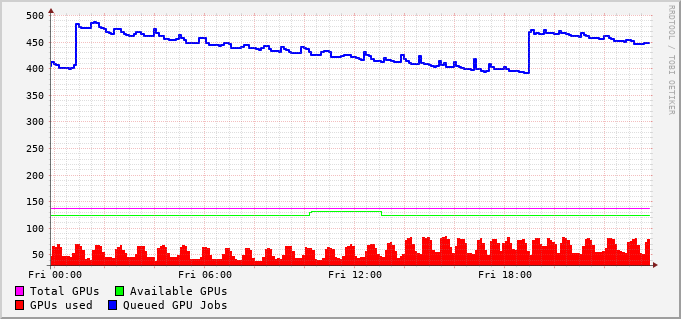 500
450
400
350
300
250
200
150
100
50
Fri 00:00 Fri 06:00 Fri 12:00 Fri 18:00
Total GPUs Available GPUs
GPUs used Queued GPU Jobs
RRDTOOL / TOBI OETIKER